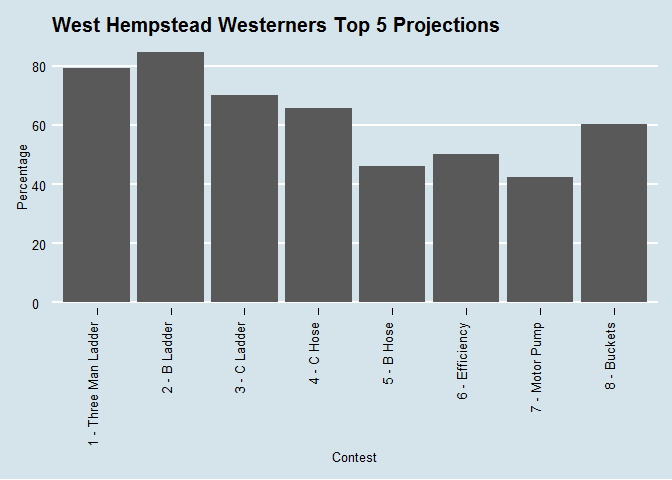 West Hempstead Westerners Top 5 Projections
Percentage
80
60
40
20
0
1 - Three Man Ladder
2 - B Ladder
3 - C Ladder
4 - C Hose
5 - B Hose
6 - Efficiency
7 - Motor Pump
8 - Buckets
Contest